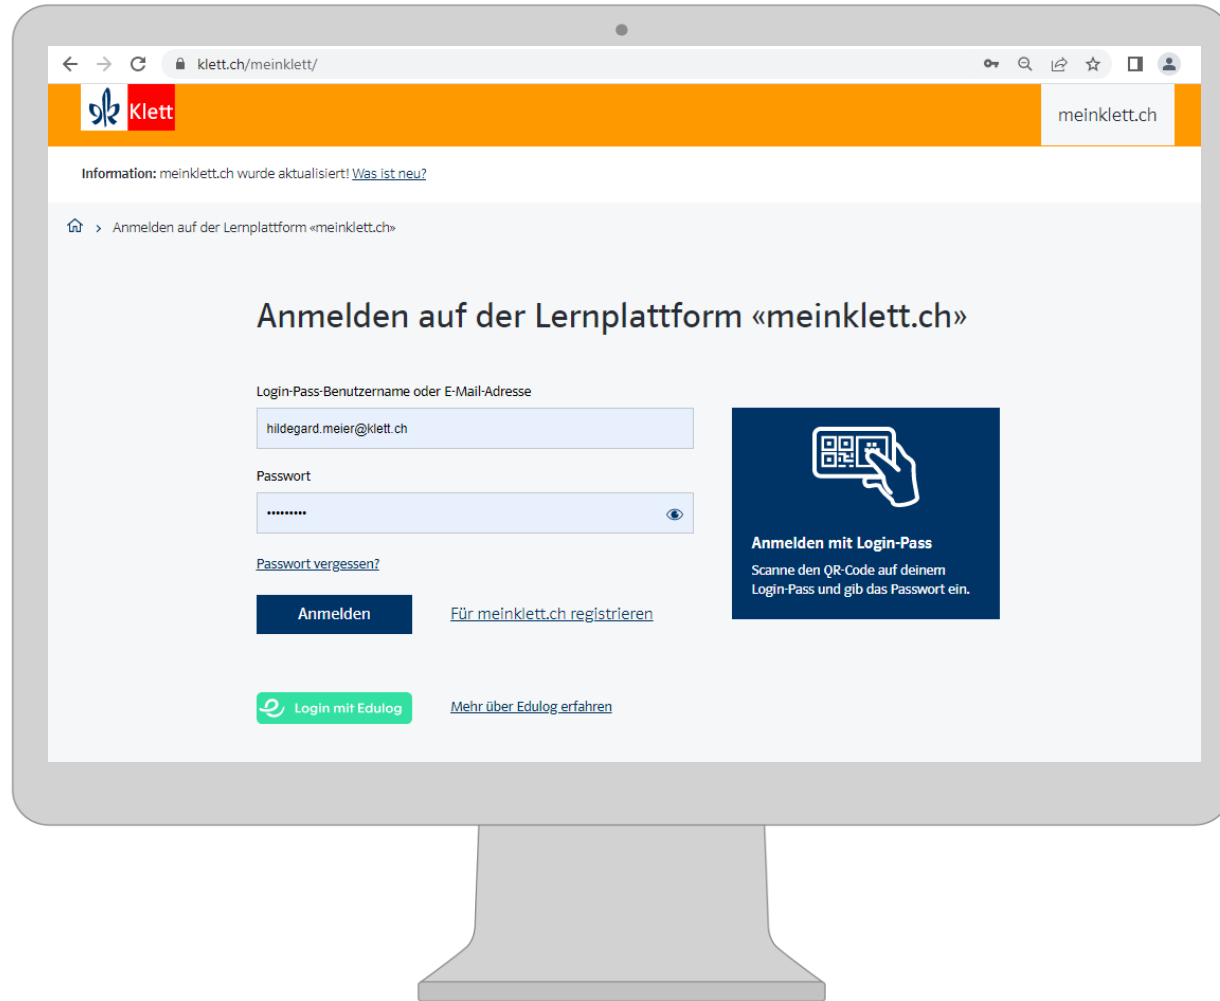 klett.ch/meinklett/
Klett
meinklett.ch
Information: meinklett.ch wurde aktualisiert! Was ist neu?
Anmelden auf der Lernplattform «meinklett.ch»
Anmelden auf der Lernplattform «meinklett.ch»
Login-Pass-Benutzername oder E-Mail-Adresse
hildegard.meier@klett.ch
Passwort
•••••••••
Passwort vergessen?
Anmelden
Für meinklett.ch registrieren
Anmelden mit Login-Pass
Scanne den QR-Code auf deinem
Login-Pass und gib das Passwort ein.
Login mit Edulog
Mehr über Edulog erfahren